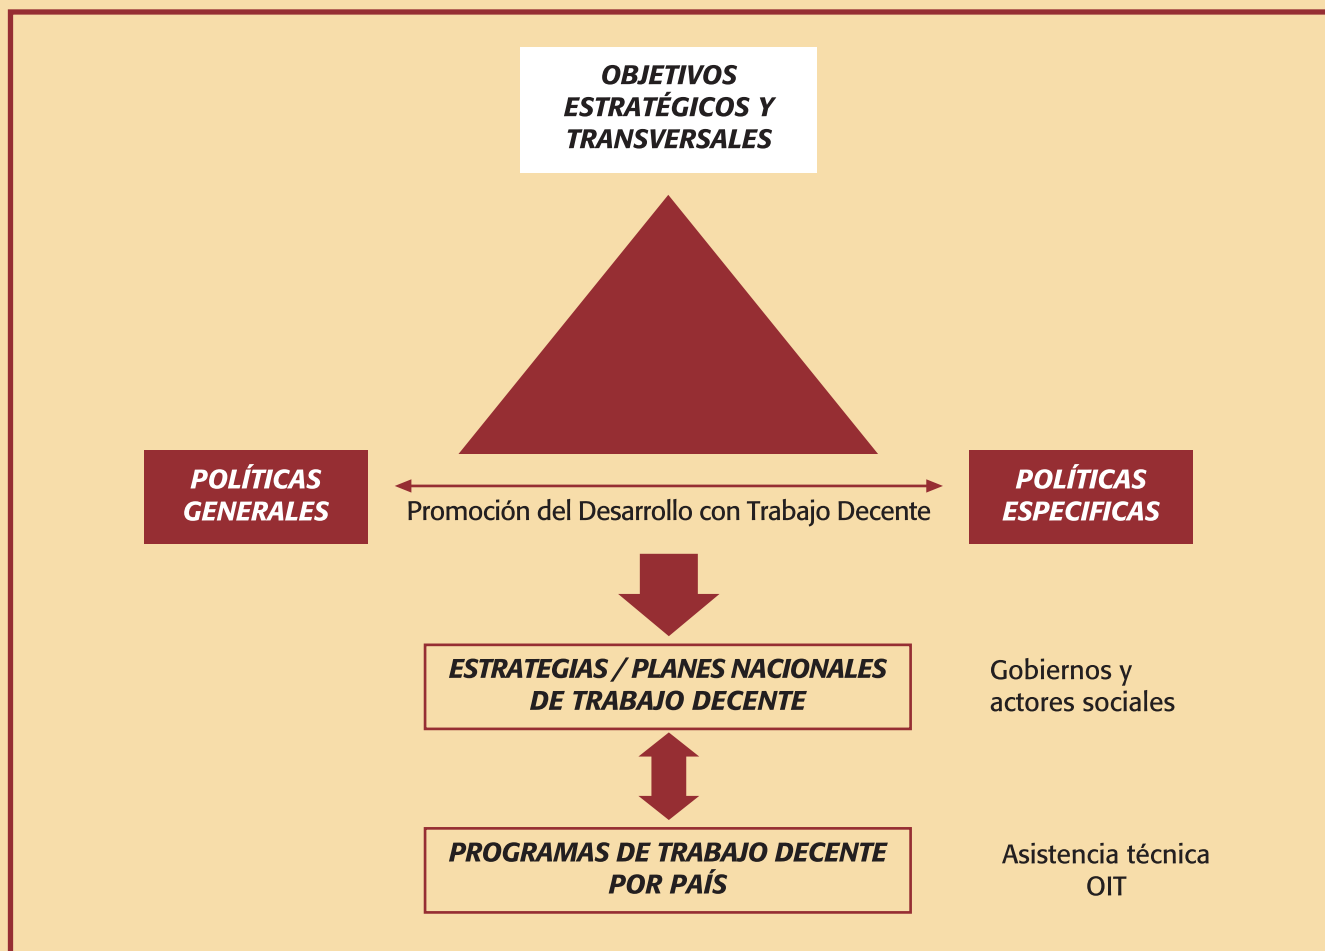 OBJETIVOS
ESTRATÉGICOS Y
TRANSVERSALES
POLÍTICAS
GENERALES
Promoción del Desarrollo con Trabajo Decente
POLÍTICAS
ESPECIFICAS
ESTRATEGIAS / PLANES NACIONALES
DE TRABAJO DECENTE
Gobiernos y
actores sociales
PROGRAMAS DE TRABAJO DECENTE
POR PAÍS
Asistencia técnica
OIT